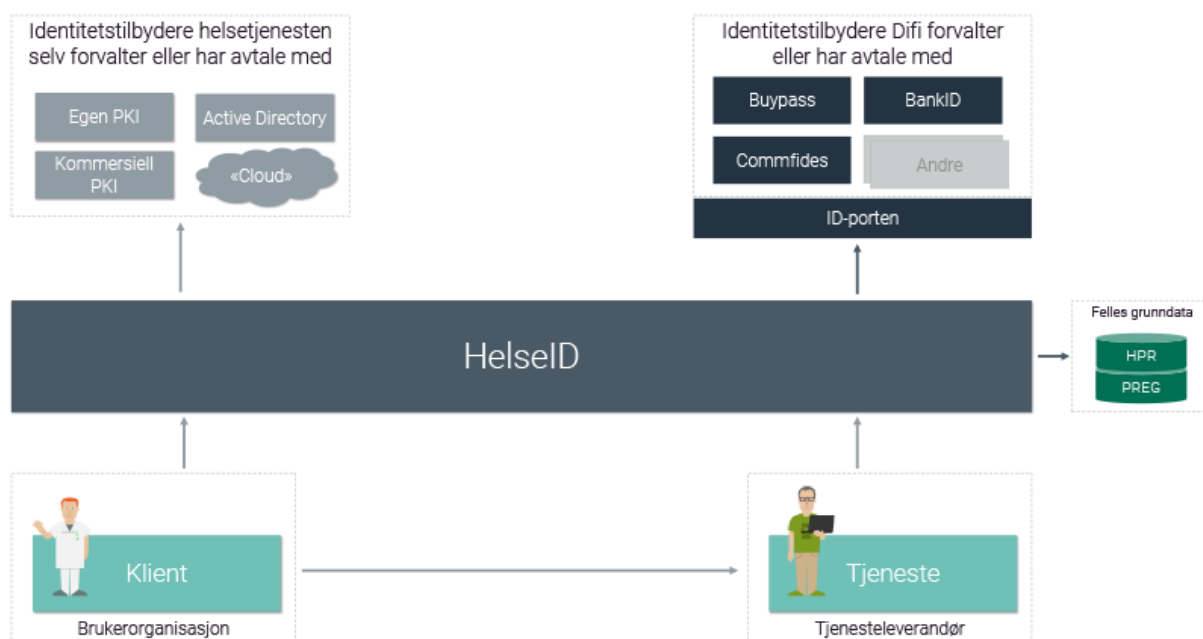 Identitetstilbydere helsetjenesten
selv forvalter eller har avtale med
Egen PKI
Active Directory
Kommersiell
PKI
«Cloud»
Identitetstilbydere Difi forvalter
eller har avtale med
Buypass
BankID
Commfides
Andre
ID-porten
HelseID
Felles grunndata
HPR
PREG
Klient
Brukerorganisasjon
Tjeneste
Tjenesteleverandør